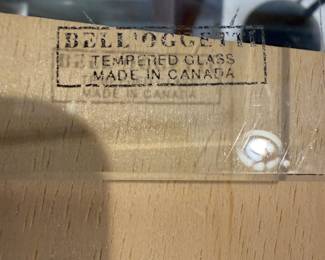 BELL'OGGETTI
TEMPERED GLASS
MADE IN CANADA